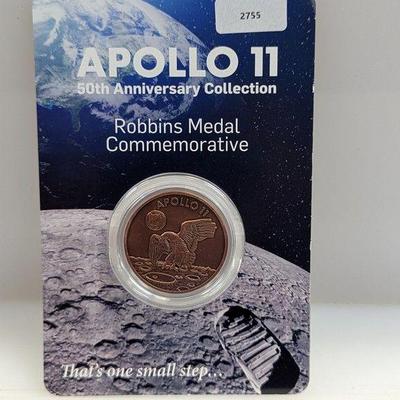 2755
APOLLO 11
50th Anniversary Collection
Robbins Medal
Commemorative
APOLLO 11
That's one small step...